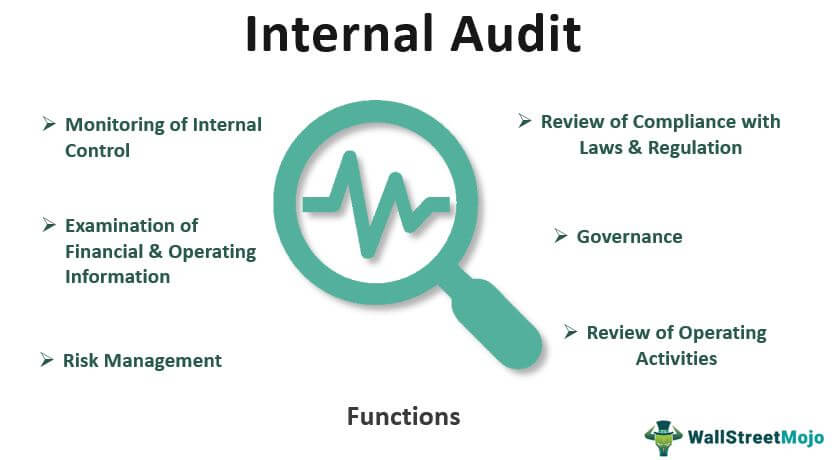 Internal Audit
➢ Monitoring of Internal
Control
➢ Examination of
Financial & Operating
Information
➢ Risk Management
➢ Review of Compliance with
Laws & Regulation
➢ Governance
➢ Review of Operating
Activities
Functions
WallStreetMojo